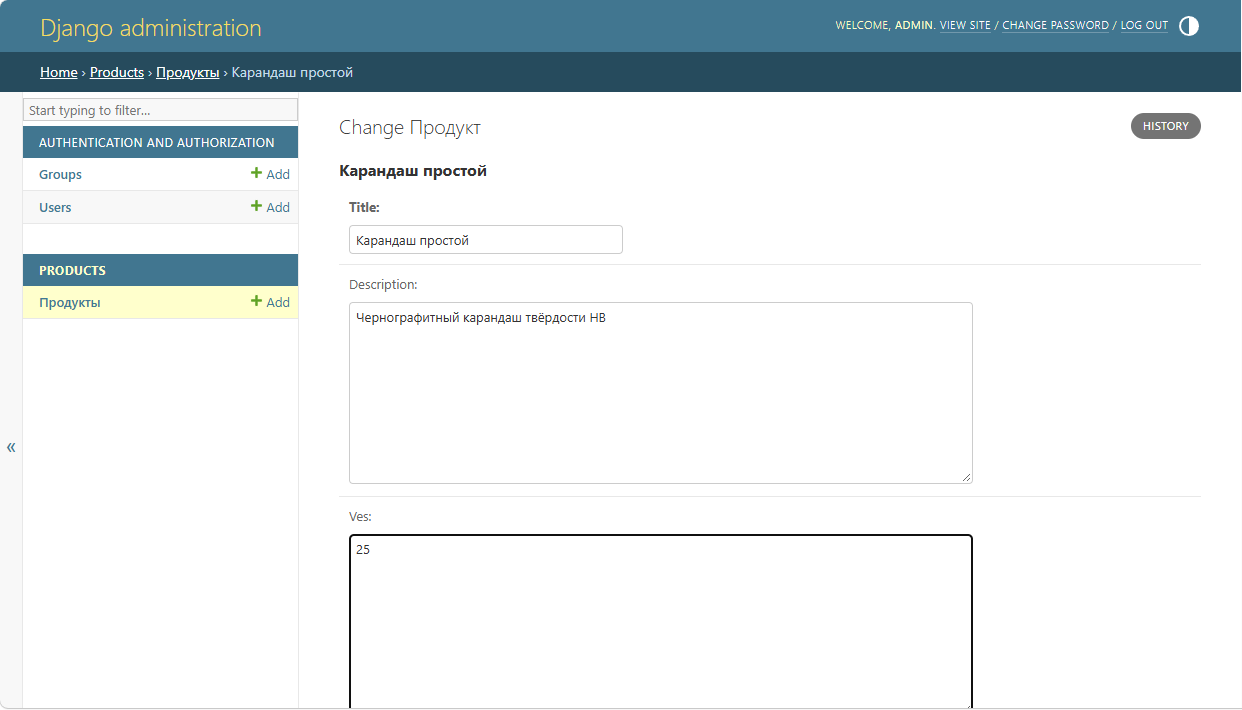 Django administration
WELCOME, ADMIN. VIEW SITE / CHANGE PASSWORD / LOG OUT
Home › Products › Продукты › Карандаш простой
Start typing to filter...
AUTHENTICATION AND AUTHORIZATION
Groups + Add
Users + Add
PRODUCTS
Продукты + Add
«
Change Продукт
HISTORY
Карандаш простой
Title:
Карандаш простой
Description:
Чернографитный карандаш твёрдости HB
Ves:
25